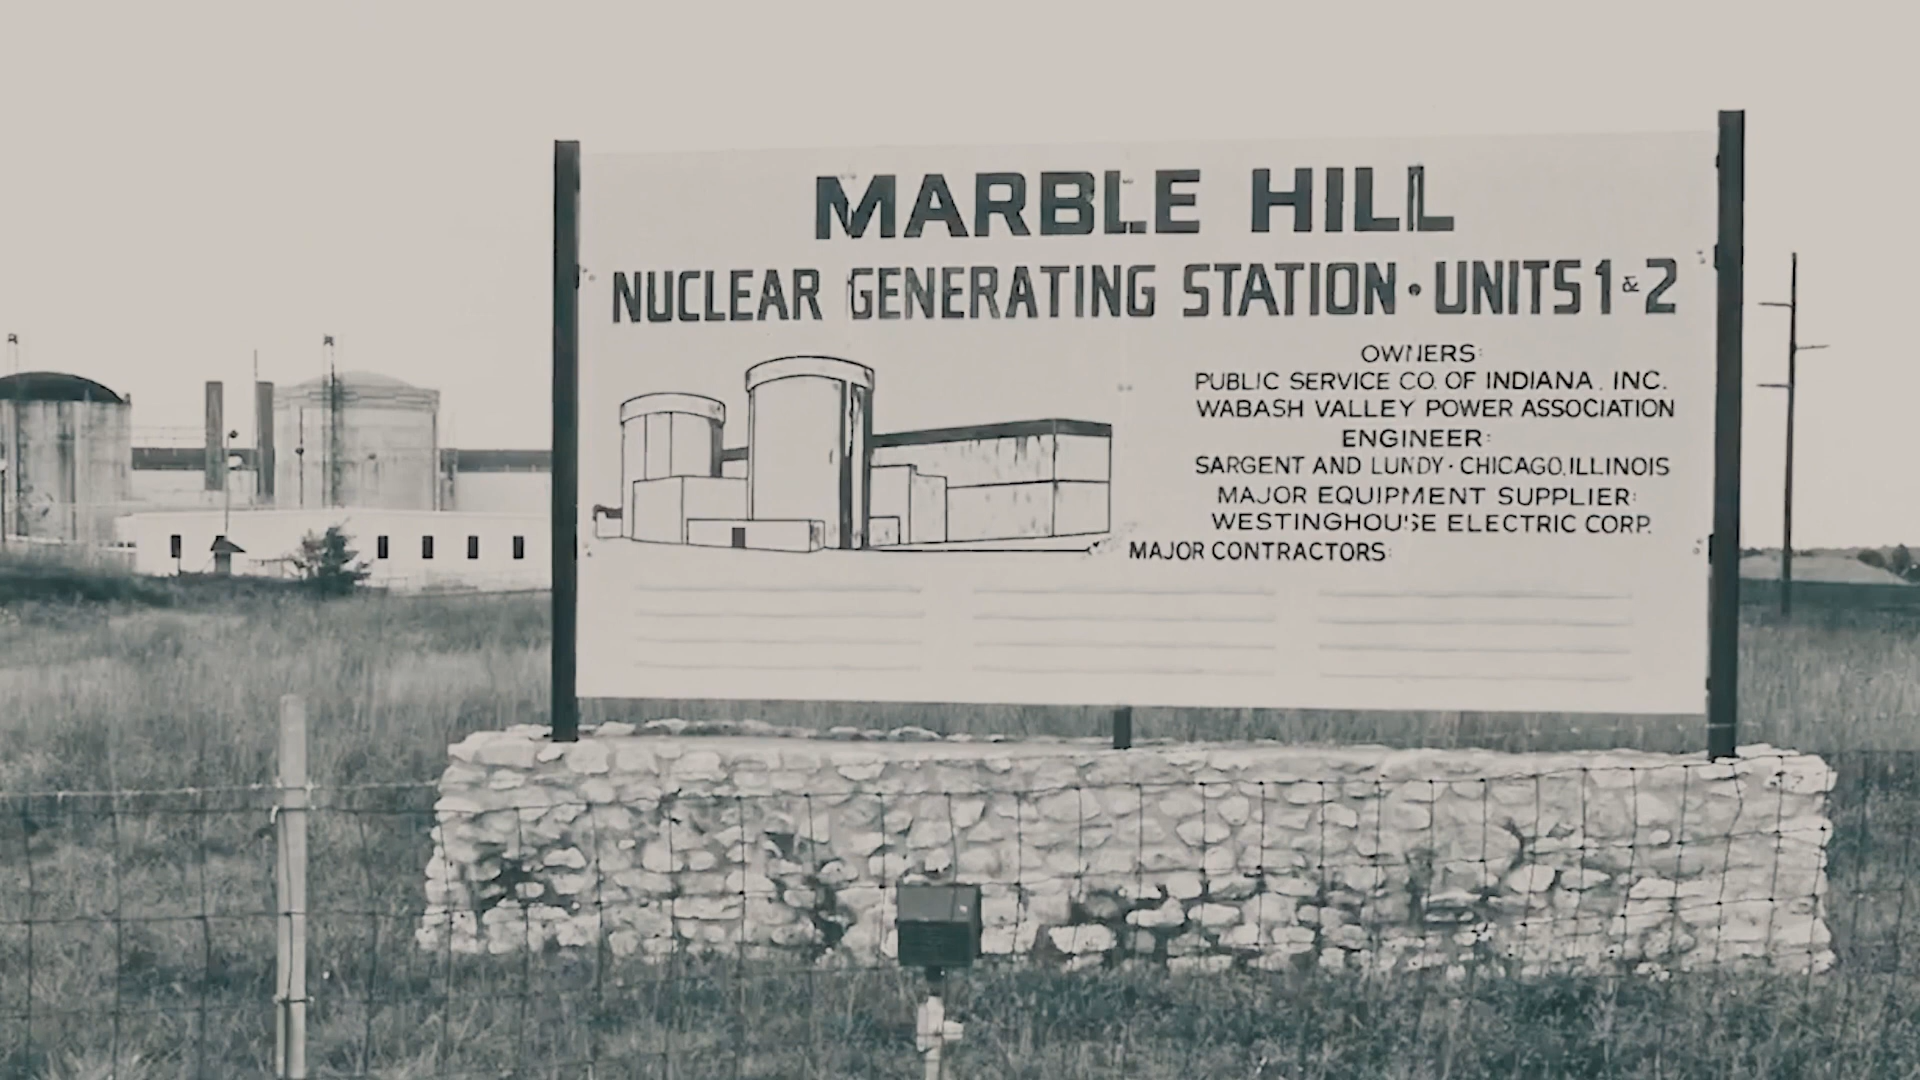 MARBLE HILL
NUCLEAR GENERATING STATION · UNITS 1 & 2
OWNERS:
PUBLIC SERVICE CO. OF INDIANA, INC.
WABASH VALLEY POWER ASSOCIATION
ENGINEER:
SARGENT AND LUNDY · CHICAGO, ILLINOIS
MAJOR EQUIPMENT SUPPLIER:
WESTINGHOUSE ELECTRIC CORP.
MAJOR CONTRACTORS: